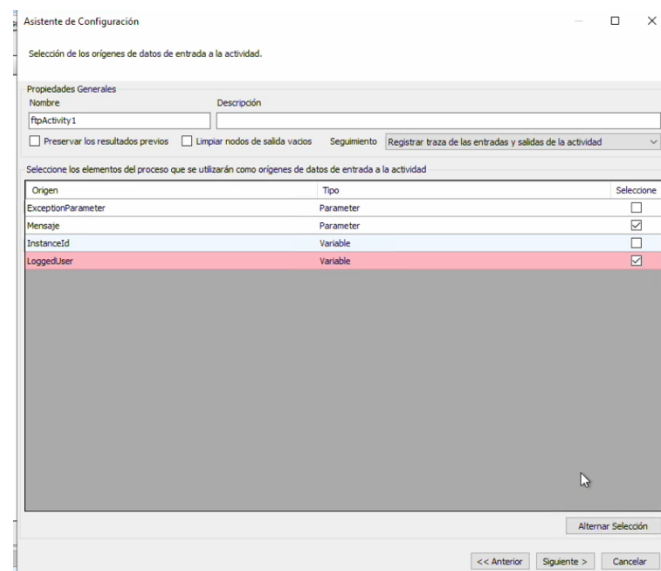 Asistente de Configuración
Selección de los orígenes de datos de entrada a la actividad.
Propiedades Generales
Nombre Descripción
ftpActivity1
Preservar los resultados previos Limpiar nodos de salida vacios Seguimiento Registrar traza de las entradas y salidas de la actividad
Seleccione los elementos del proceso que se utilizarán como orígenes de datos de entrada a la actividad
Origen Tipo Seleccione
ExceptionParameter Parameter
Mensaje Parameter
InstanceId Variable
LoggedUser Variable
Alternar Selección
<< Anterior Siguiente > Cancelar